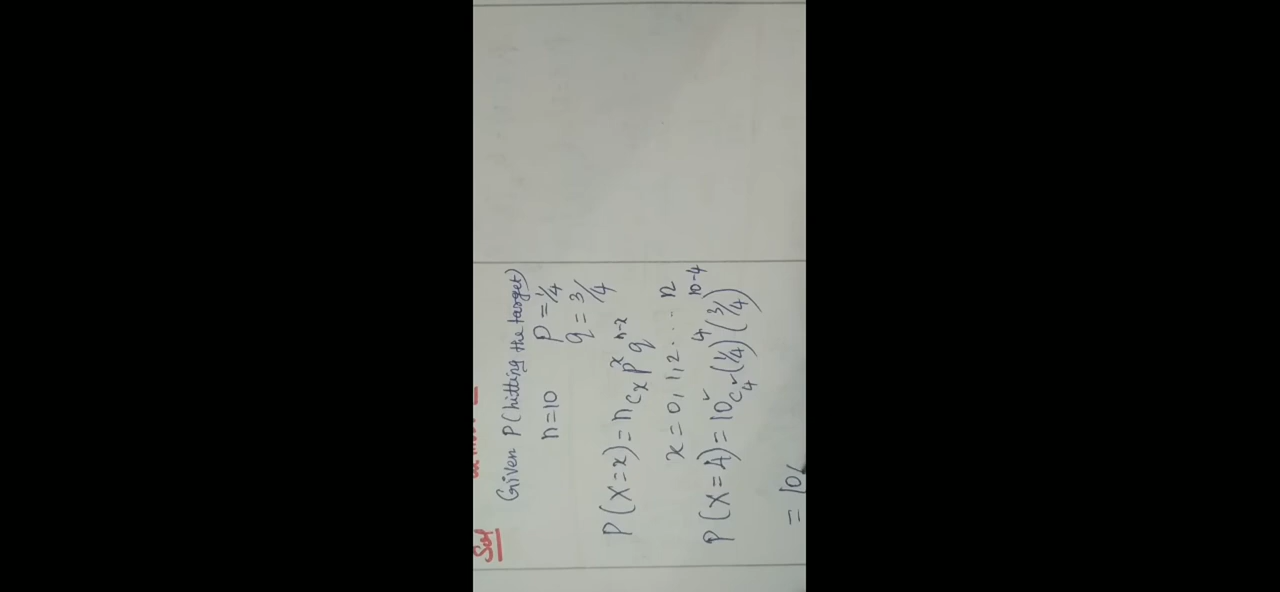 Sol
Given P(hitting the target)
n=10 P = 1/4
q = 3/4
P(X=x) = nCx p^x q^n-x
x = 0, 1, 2 ... n
P(X=4) = 10C4 (1/4)^4 (3/4)^10-4
= 10